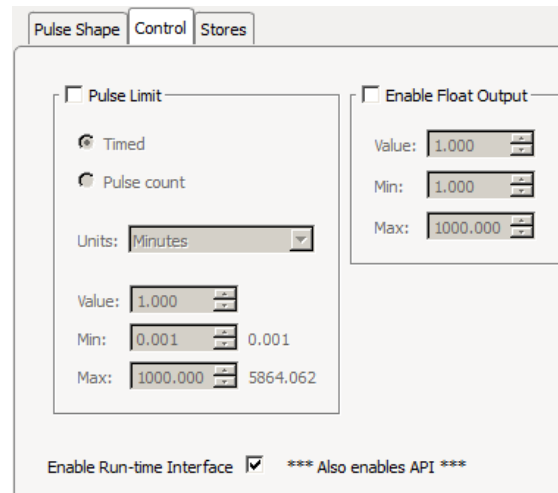 Pulse Shape Control Stores
Pulse Limit
Timed
Pulse count
Units: Minutes
Value: 1.000
Min: 0.001 0.001
Max: 1000.000 5864.062
Enable Float Output
Value: 1.000
Min: 1.000
Max: 1000.000
Enable Run-time Interface *** Also enables API ***